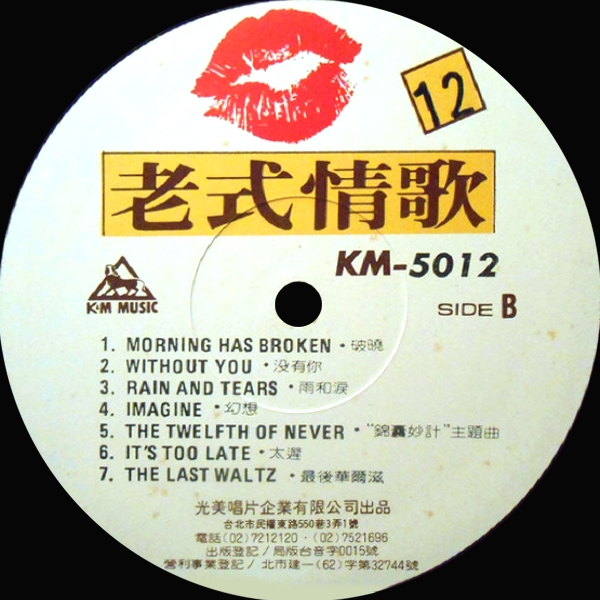 12
老式情歌
KM-5012
K·M MUSIC
SIDE B
1. MORNING HAS BROKEN · 破曉
2. WITHOUT YOU · 没有你
3. RAIN AND TEARS · 雨和淚
4. IMAGINE · 幻想
5. THE TWELFTH OF NEVER · "錦囊妙計"主題曲
6. IT'S TOO LATE · 太遲
7. THE LAST WALTZ · 最後華爾滋
光美唱片企業有限公司出品
台北市民權東路550巷3弄1號
電話(02)7212120·(02)7521696
出版登記/局版台音字0015號
營利事業登記/北市建一(62)字第32744號